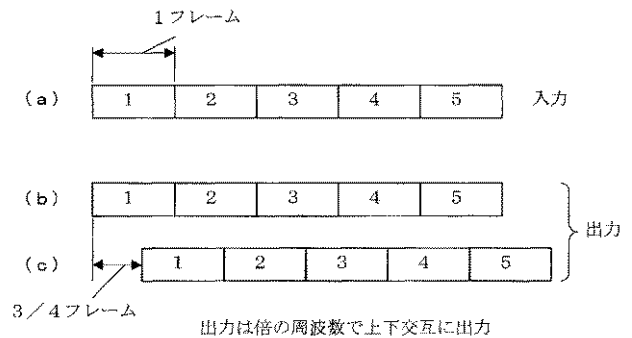 1フレーム
(a) 1 2 3 4 5 入力
(b) 1 2 3 4 5
出力
(c) 1 2 3 4 5
3/4フレーム
出力は倍の周波数で上下交互に出力